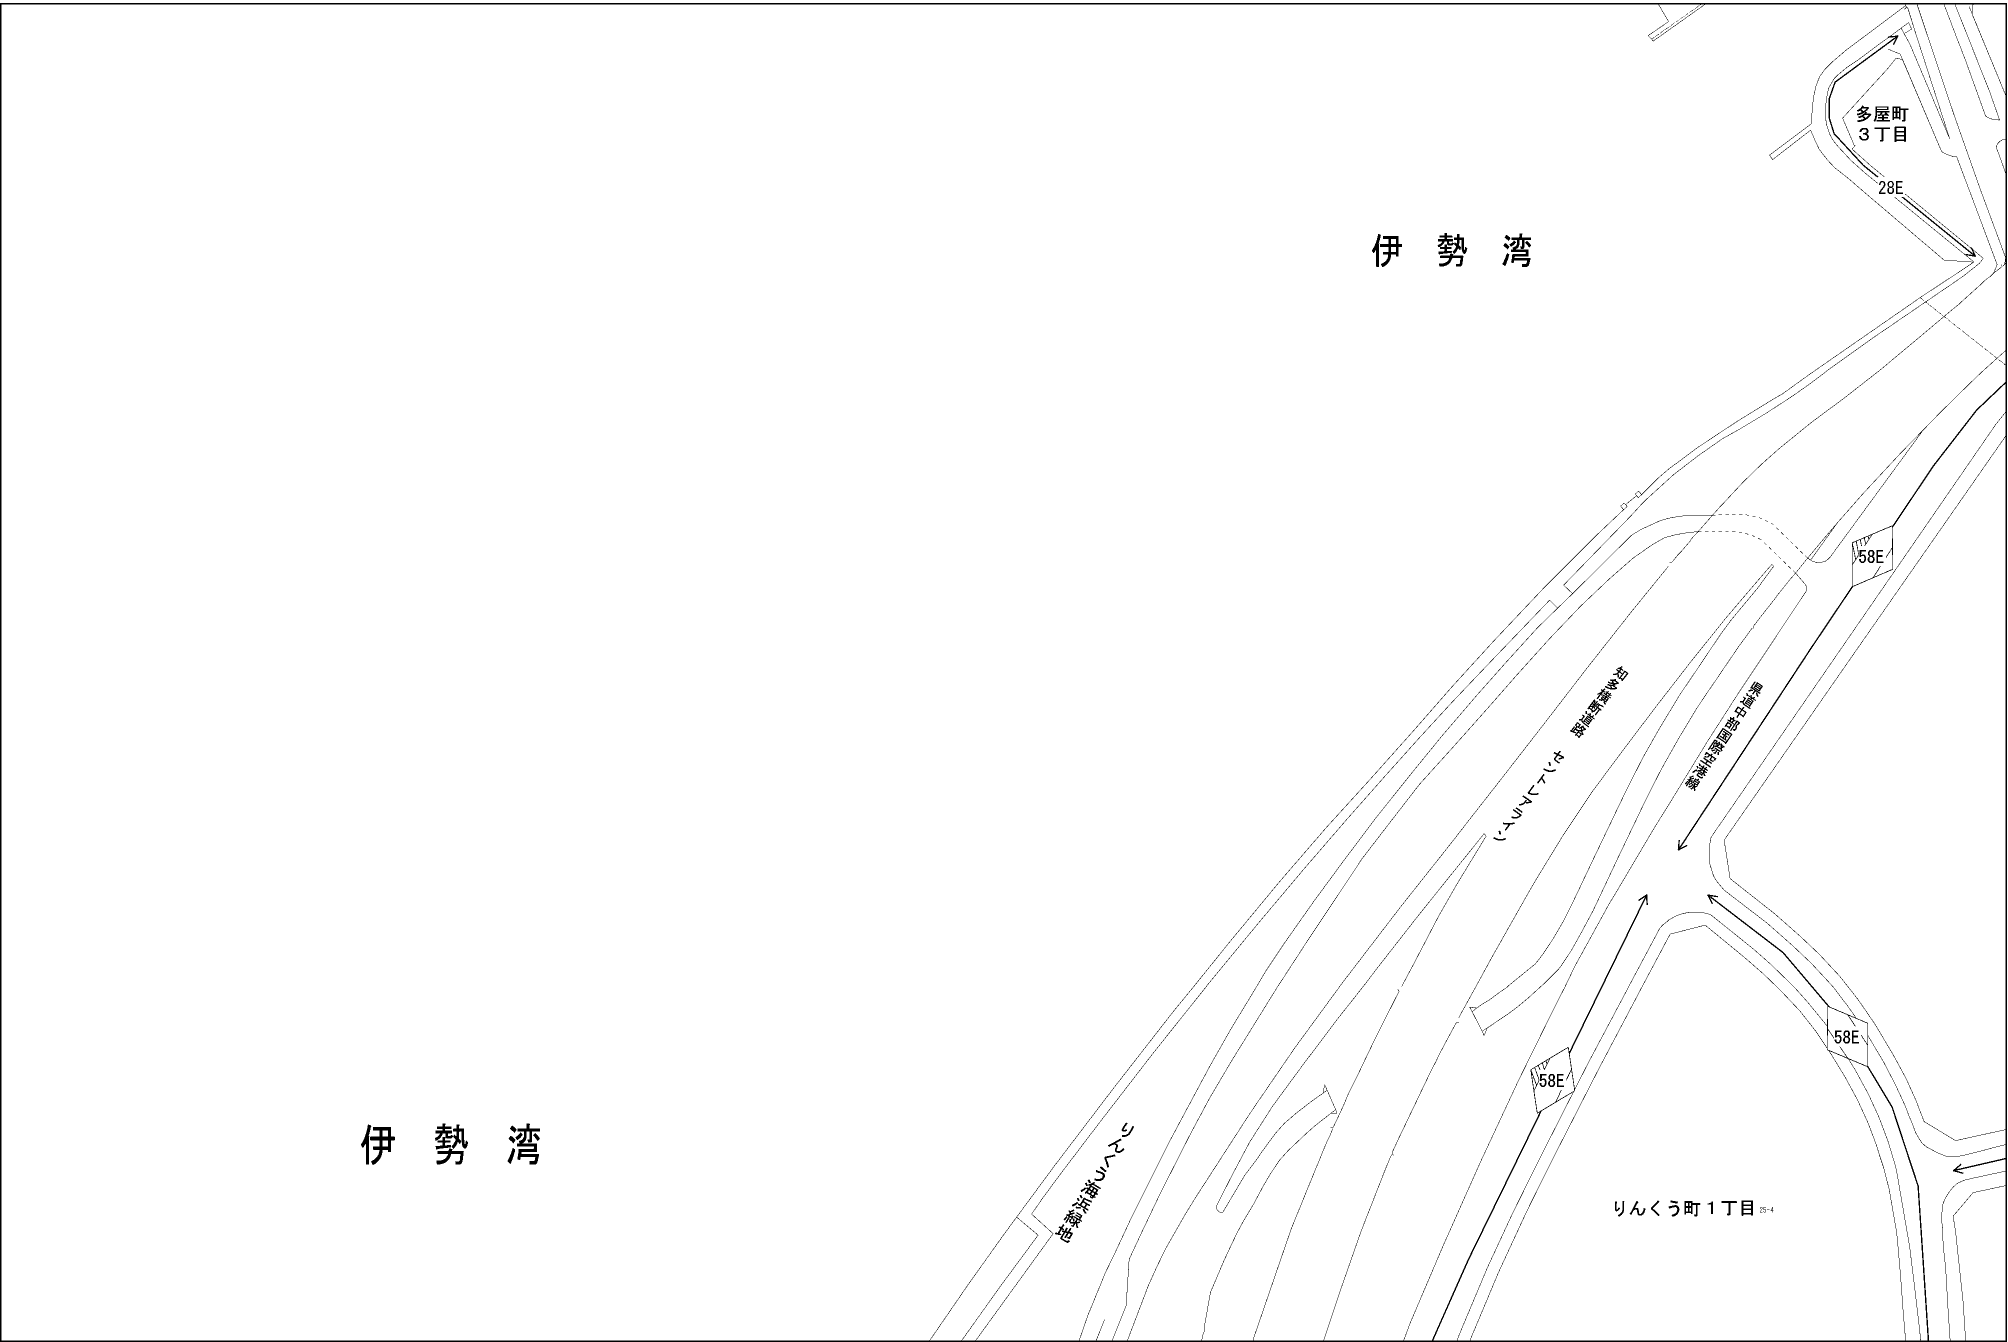 多屋町
３丁目
28E
伊勢湾
58E
知多横断道路 セントレアライン
県道中部国際空港線
58E
58E
伊勢湾
りんくう海浜緑地
りんくう町１丁目 25-4